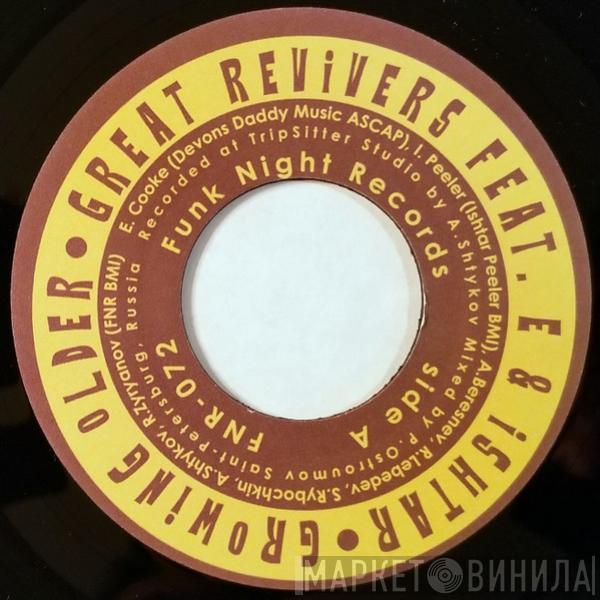 GREAT REViVERS FEAT. E & iSHTAR • GROWiNG OLDER •
E. Cooke (Devons Daddy Music ASCAP), I. Peeler (Ishtar Peeler BMI), A.Beresnev, R.Lebedev, S.Rybochkin, A.Shtykov, R.Zyryanov (FNR BMI)
Recorded at TripSitter Studio by A.Shtykov Mixed by P.Ostroumov Saint-Petersburg, Russia
Funk Night Records
side A
FNR-072
МАРКЕТ ВИНИЛА